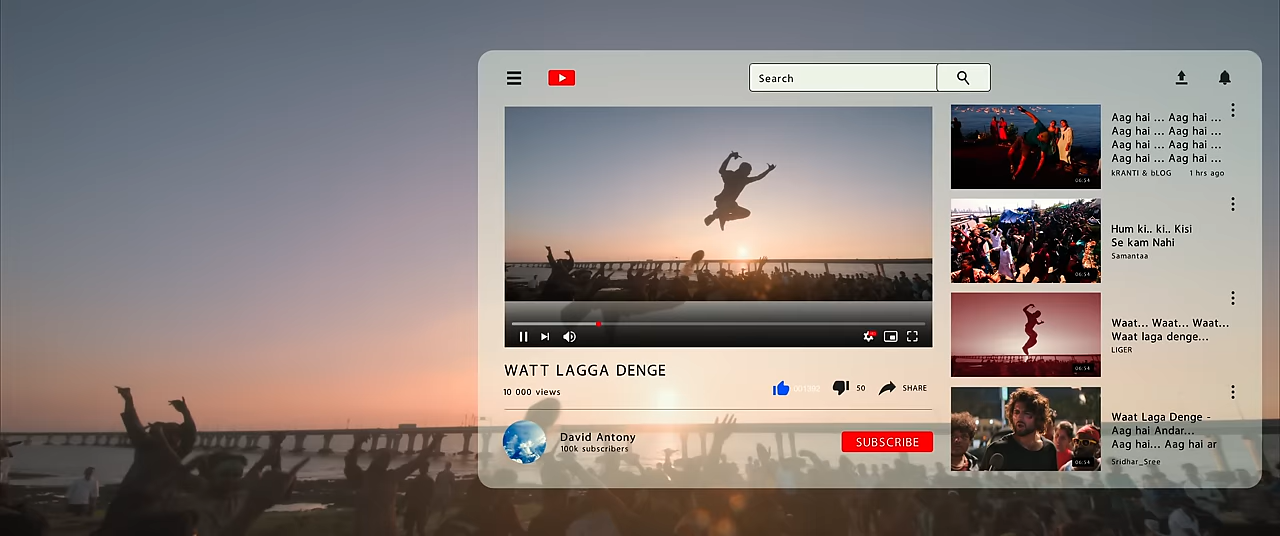 Search
WATT LAGGA DENGE
10 000 views
50
SHARE
David Antony
100k subscribers
SUBSCRIBE
Aag hai ... Aag hai ...
Aag hai ... Aag hai ...
Aag hai ... Aag hai ...
Aag hai ... Aag hai ...
kRANTI & bLOG 1 hrs ago
06:54
Hum ki.. ki.. Kisi
Se kam Nahi
Samantaa
06:54
Waat... Waat... Waat...
Waat laga denge...
LIGER
06:54
Waat Laga Denge -
Aag hai Andar...
Aag hai... Aag hai ar
Sridhar_Sree
06:54